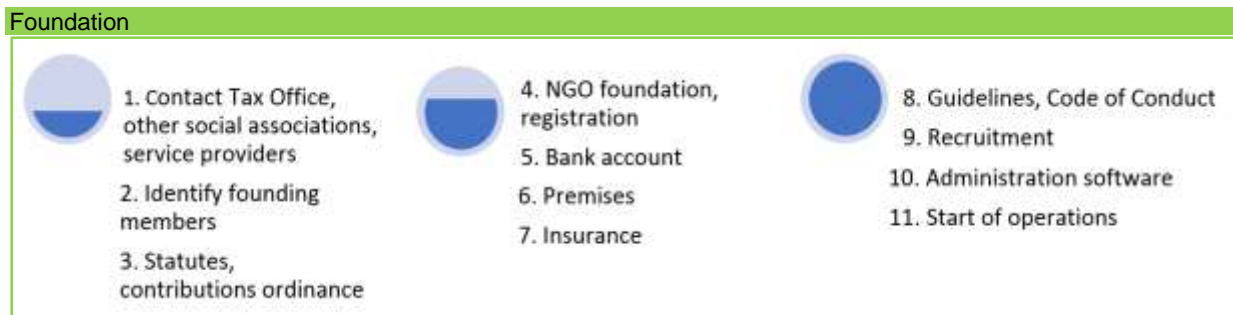 Foundation
1. Contact Tax Office,
other social associations,
service providers
2. Identify founding
members
3. Statutes,
contributions ordinance
4. NGO foundation,
registration
5. Bank account
6. Premises
7. Insurance
8. Guidelines, Code of Conduct
9. Recruitment
10. Administration software
11. Start of operations